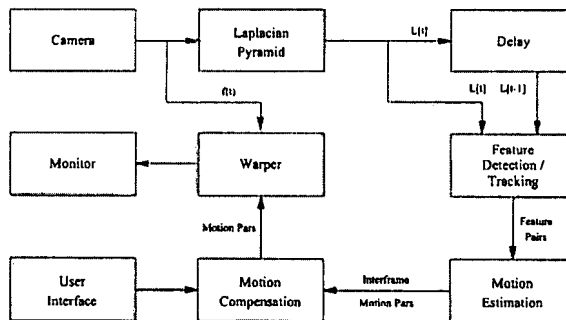 Camera
Laplacian
Pyramid
L[t]
Delay
f(t)
L[t]
L[t-1]
Monitor
Warper
Feature
Detection /
Tracking
Motion Pars
Feature
Pairs
User
Interface
Motion
Compensation
Interframe
Motion Pars
Motion
Estimation